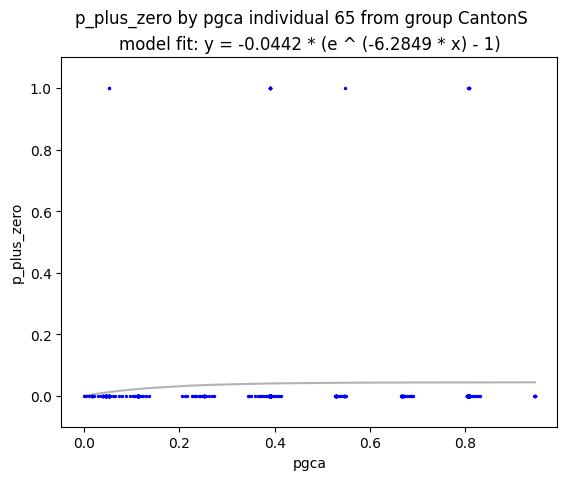 p_plus_zero by pgca individual 65 from group CantonS
model fit: y = -0.0442 * (e ^ (-6.2849 * x) - 1)
1.0
0.8
0.6
0.4
0.2
0.0
p_plus_zero
0.0 0.2 0.4 0.6 0.8
pgca